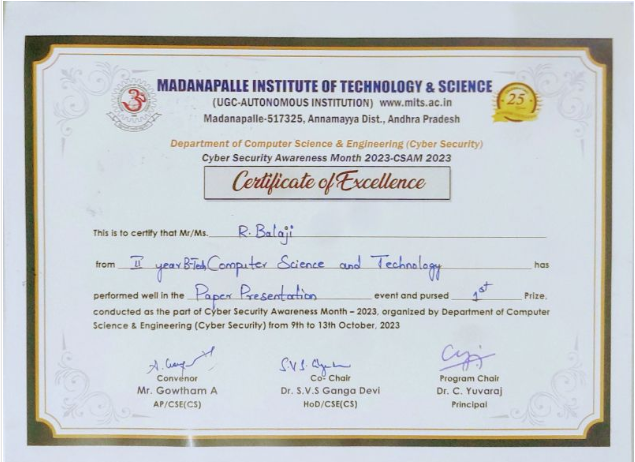 MADANAPALLE INSTITUTE OF TECHNOLOGY & SCIENCE
(UGC-AUTONOMOUS INSTITUTION) www.mits.ac.in
Madanapalle-517325, Annamayya Dist., Andhra Pradesh
25
Department of Computer Science & Engineering (Cyber Security)
Cyber Security Awareness Month 2023-CSAM 2023
Certificate of Excellence
This is to certify that Mr/Ms. R. Balaji
from II year B-Tech Computer Science and Technology has
performed well in the Paper Presentation event and pursed 1st Prize.
conducted as the part of Cyber Security Awareness Month – 2023, organized by Department of Computer
Science & Engineering (Cyber Security) from 9th to 13th October, 2023
Convenor Co- Chair Program Chair
Mr. Gowtham A Dr. S.V.S Ganga Devi Dr. C. Yuvaraj
AP/CSE(CS) HoD/CSE(CS) Principal